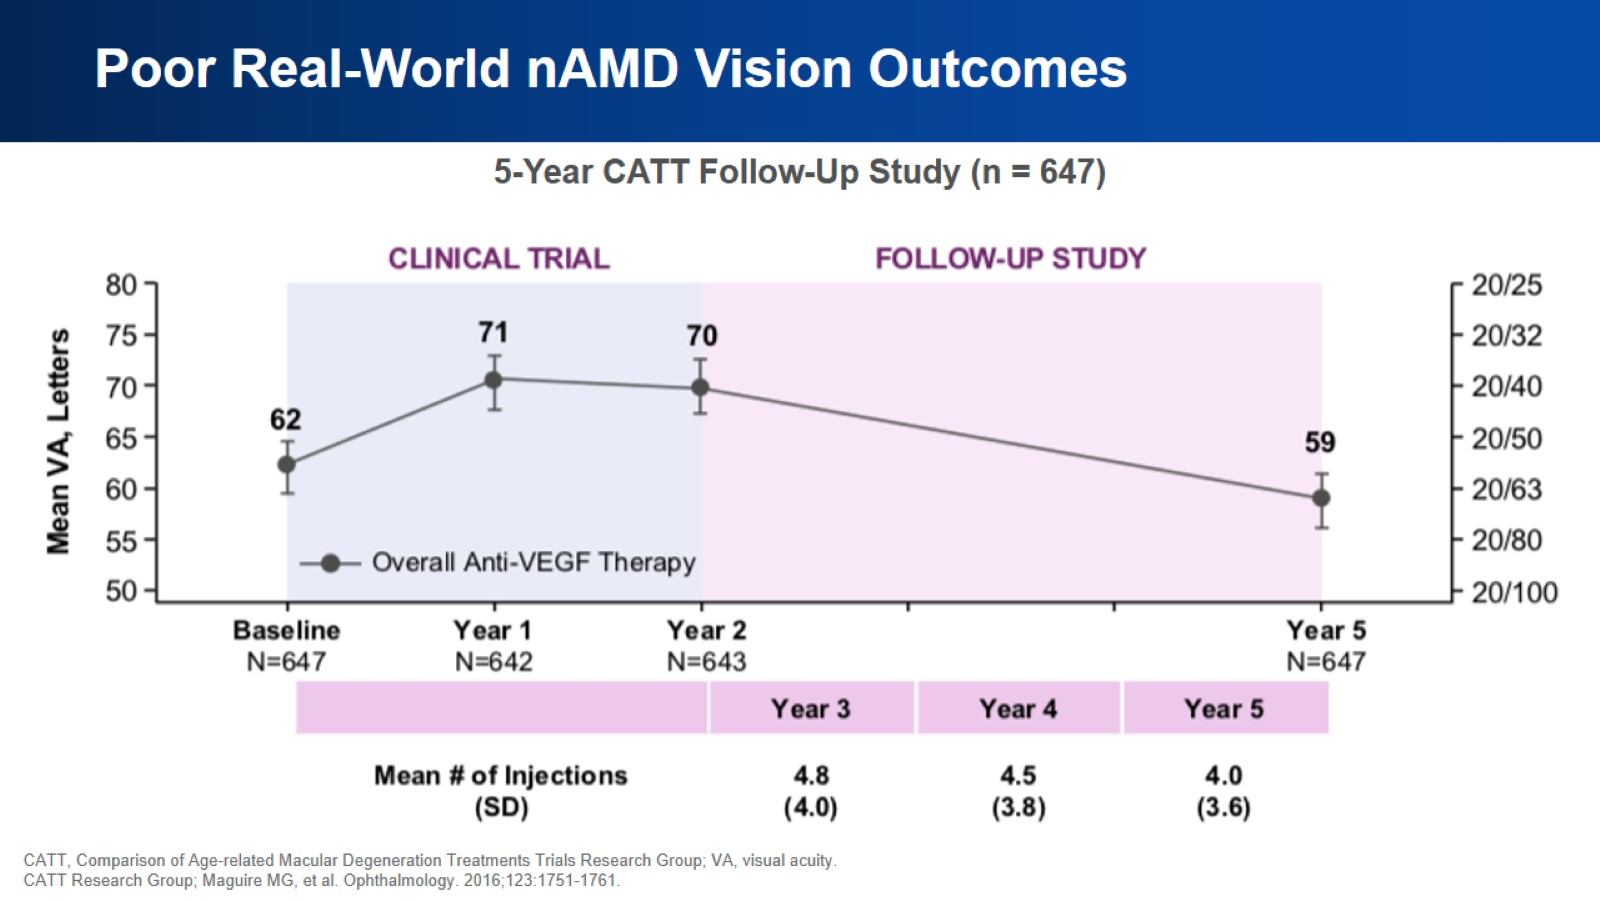 Poor Real-World nAMD Vision Outcomes
5-Year CATT Follow-Up Study (n = 647)
CLINICAL TRIAL
FOLLOW-UP STUDY
Mean VA, Letters
80
75
70
65
60
55
50
62
71
70
59
Overall Anti-VEGF Therapy
20/25
20/32
20/40
20/50
20/63
20/80
20/100
Baseline
N=647
Year 1
N=642
Year 2
N=643
Year 5
N=647
Year 3
Year 4
Year 5
Mean # of Injections
(SD)
4.8
(4.0)
4.5
(3.8)
4.0
(3.6)
CATT, Comparison of Age-related Macular Degeneration Treatments Trials Research Group; VA, visual acuity.
CATT Research Group; Maguire MG, et al. Ophthalmology. 2016;123:1751-1761.